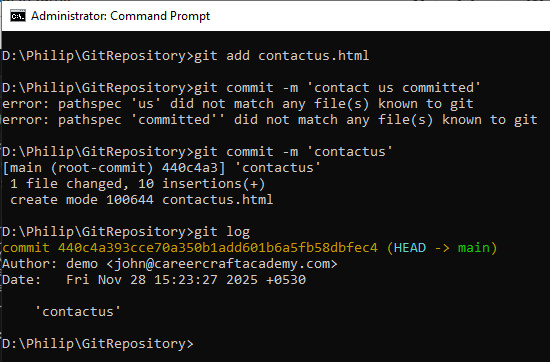 Administrator: Command Prompt
D:\Philip\GitRepository>git add contactus.html
D:\Philip\GitRepository>git commit -m 'contact us committed'
error: pathspec 'us' did not match any file(s) known to git
error: pathspec 'committed'' did not match any file(s) known to git
D:\Philip\GitRepository>git commit -m 'contactus'
[main (root-commit) 440c4a3] 'contactus'
 1 file changed, 10 insertions(+)
 create mode 100644 contactus.html
D:\Philip\GitRepository>git log
commit 440c4a393cce70a350b1add601b6a5fb58dbfec4 (HEAD -> main)
Author: demo <john@careercraftacademy.com>
Date:   Fri Nov 28 15:23:27 2025 +0530
    'contactus'
D:\Philip\GitRepository>